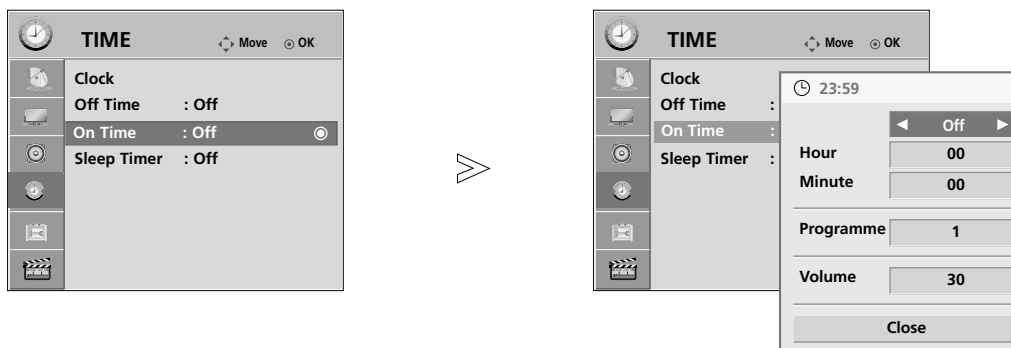 TIME Move OK
Clock
Off Time : Off
On Time : Off
Sleep Timer : Off
TIME Move OK
Clock
Off Time :
On Time :
Sleep Timer :
23:59
◄ Off ►
Hour 00
Minute 00
Programme 1
Volume 30
Close